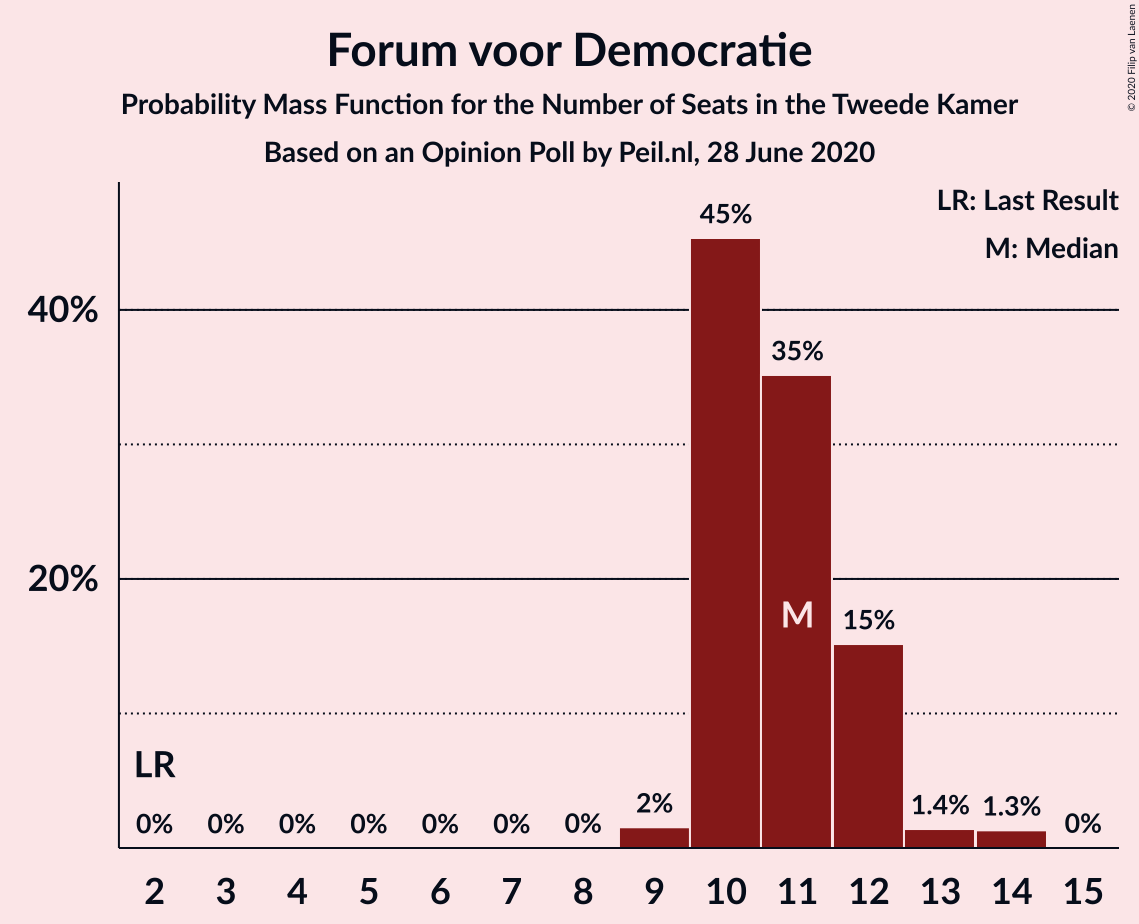 Forum voor Democratie
Probability Mass Function for the Number of Seats in the Tweede Kamer
Based on an Opinion Poll by Peil.nl, 28 June 2020
© 2020 Filip van Laenen
LR: Last Result
M: Median
45%
40%
35%
20%
M
15%
LR
0% 0% 0% 0% 0% 0% 0% 2% 1.4% 1.3% 0%
2 3 4 5 6 7 8 9 10 11 12 13 14 15